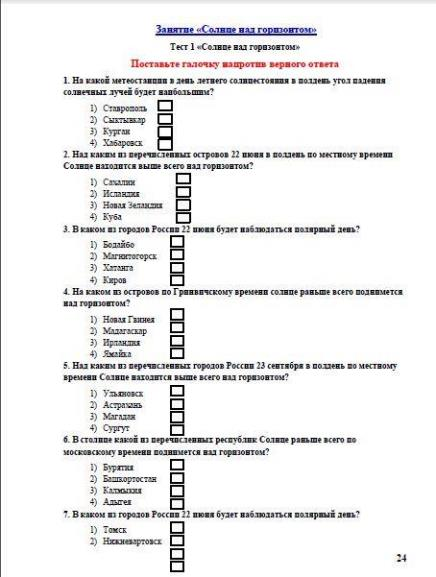 Занятие «Солнце над горизонтом»
Тест 1 «Солнце над горизонтом»
Поставьте галочку напротив верного ответа
1. На какой метеостанции в день летнего солнцестояния в полдень угол падения
солнечных лучей будет наибольшим?
1) Ставрополь
2) Сыктывкар
3) Курган
4) Хабаровск
2. Над каким из перечисленных островов 22 июня в полдень по местному времени
Солнце находится выше всего над горизонтом?
1) Сахалин
2) Исландия
3) Новая Зеландия
4) Куба
3. В каком из городов России 22 июня будет наблюдаться полярный день?
1) Бодайбо
2) Магнитогорск
3) Хатанга
4) Киров
4. На каком из островов по Гринвичскому времени солнце раньше всего поднимется
над горизонтом?
1) Новая Гвинея
2) Мадагаскар
3) Ирландия
4) Ямайка
5. Над каким из перечисленных городов России 23 сентября в полдень по местному
времени Солнце находится выше всего над горизонтом?
1) Ульяновск
2) Астрахань
3) Магадан
4) Сургут
6. В столице какой из перечисленных республик Солнце раньше всего по
московскому времени поднимется над горизонтом?
1) Бурятия
2) Башкортостан
3) Калмыкия
4) Адыгея
7. В каком из городов России 22 июня будет наблюдаться полярный день?
1) Томск
2) Нижневартовск
24